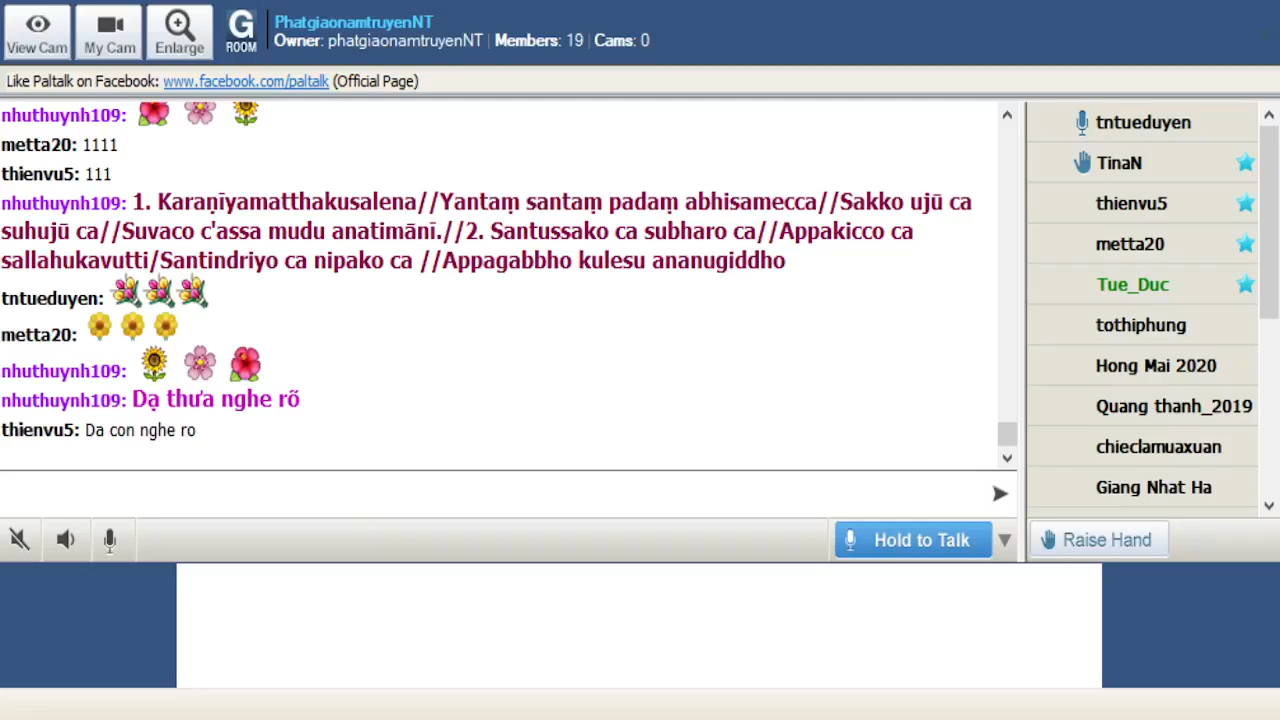 View Cam
My Cam
Enlarge
G
ROOM
PhatgiaonamtruyenNT
Owner: phatgiaonamtruyenNT | Members: 19 | Cams: 0
Like Paltalk on Facebook: www.facebook.com/paltalk (Official Page)
nhuthuynh109:
metta20: 1111
thienvu5: 111
nhuthuynh109: 1. Karaṇīyamatthakusalena//Yantaṃ santaṃ padaṃ abhisamecca//Sakko ujū ca
suhujū ca//Suvaco c'assa mudu anatimānī.//2. Santussako ca subharo ca//Appakicco ca
sallahukavutti/Santindriyo ca nipako ca //Appagabbho kulesu ananugiddho
tntueduyen:
metta20:
nhuthuynh109:
nhuthuynh109: Dạ thưa nghe rõ
thienvu5: Da con nghe ro
Hold to Talk
tntueduyen
TinaN
thienvu5
metta20
Tue_Duc
tothiphung
Hong Mai 2020
Quang thanh_2019
chieclamuaxuan
Giang Nhat Ha
Raise Hand